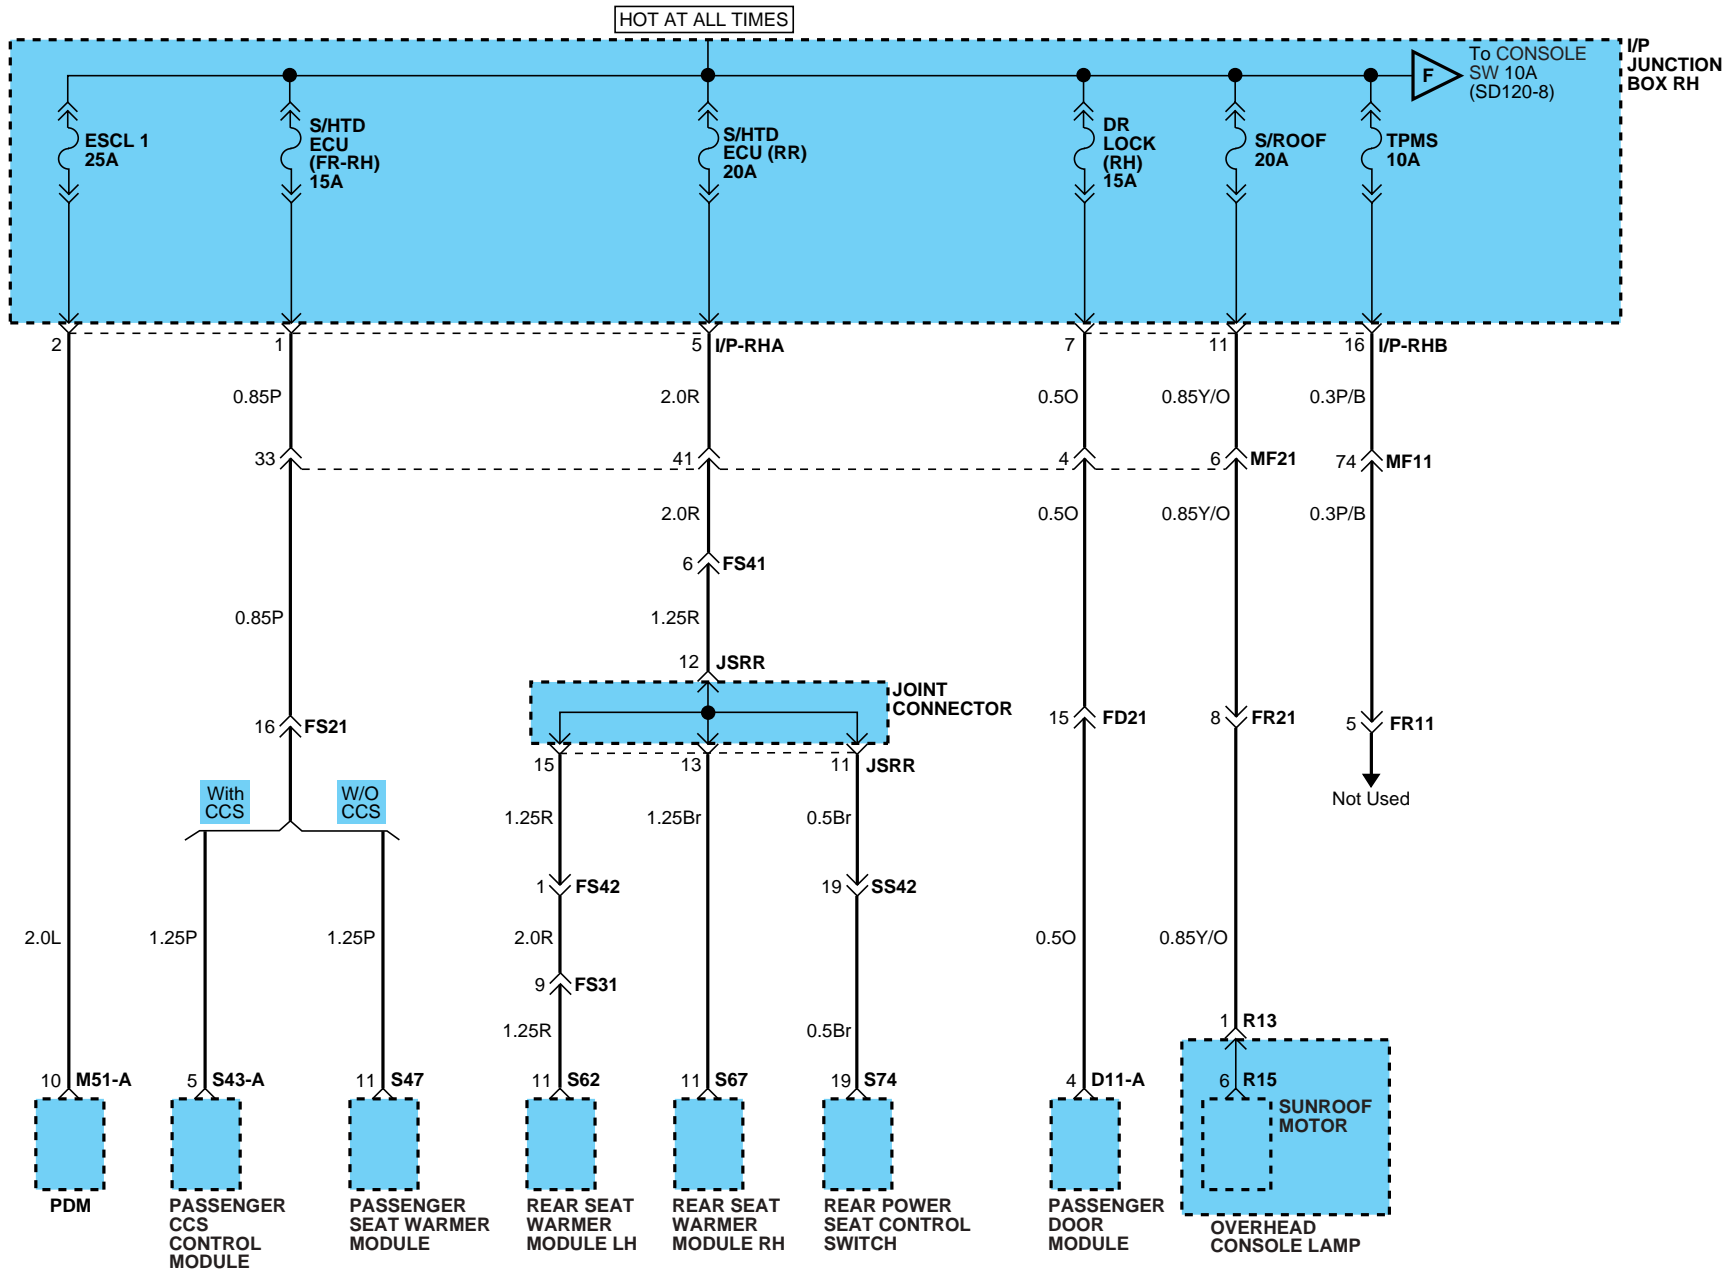 HOT AT ALL TIMES
I/P
JUNCTION
BOX RH
To CONSOLE
SW 10A
(SD120-8)
F
ESCL 1
25A
S/HTD
ECU
(FR-RH)
15A
S/HTD
ECU (RR)
20A
DR
LOCK
(RH)
15A
S/ROOF
20A
TPMS
10A
2
1
5
I/P-RHA
7
11
16
I/P-RHB
0.85P
2.0R
0.5O
0.85Y/O
0.3P/B
33
41
4
6
MF21
74
MF11
2.0R
0.5O
0.85Y/O
0.3P/B
6
FS41
0.85P
1.25R
12
JSRR
JOINT
CONNECTOR
16
FS21
15
FD21
8
FR21
5
FR11
15
13
11
JSRR
With
CCS
W/O
CCS
Not Used
1.25R
1.25Br
0.5Br
1
FS42
19
SS42
2.0L
1.25P
1.25P
2.0R
0.5O
0.85Y/O
9
FS31
1.25R
0.5Br
1
R13
10
M51-A
5
S43-A
11
S47
11
S62
11
S67
19
S74
4
D11-A
6
R15
SUNROOF
MOTOR
PDM
PASSENGER
CCS
CONTROL
MODULE
PASSENGER
SEAT WARMER
MODULE
REAR SEAT
WARMER
MODULE LH
REAR SEAT
WARMER
MODULE RH
REAR POWER
SEAT CONTROL
SWITCH
PASSENGER
DOOR
MODULE
OVERHEAD
CONSOLE LAMP